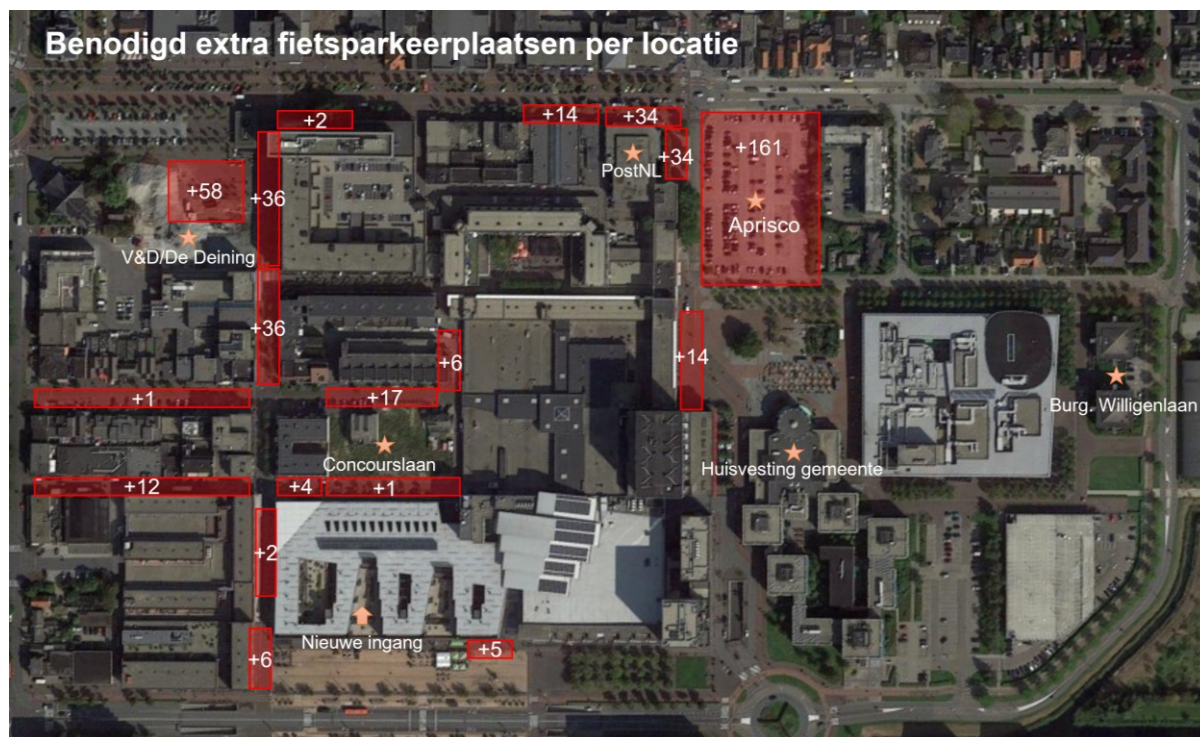 Benodigd extra fietsparkeerplaatsen per locatie
+2
+14
+34
+34
+161
PostNL
+58
+36
Aprisco
V&D/De Deining
+36
+6
+14
+1
+17
Burg. Willigenlaan
Concourslaan
Huisvesting gemeente
+12
+4
+1
+2
Nieuwe ingang
+5
+6